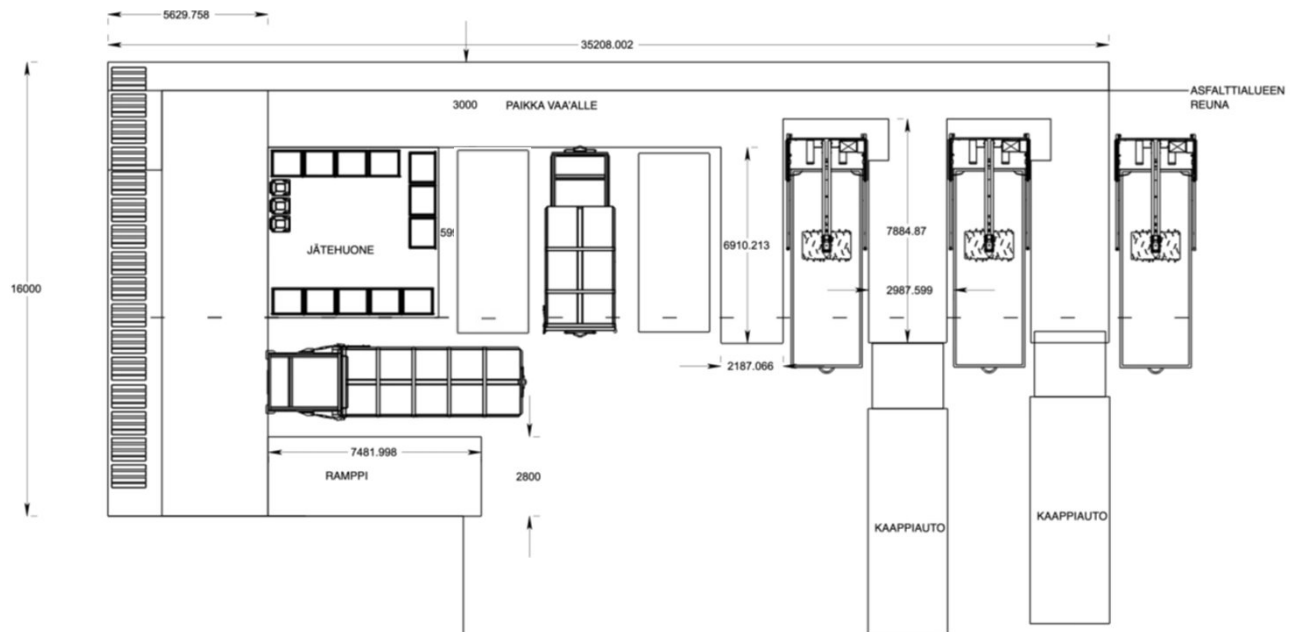 5629.758
35208.002
3000 PAIKKA VAA'ALLE
ASFALTTIALUEEN
REUNA
JÄTEHUONE
6910.213
7884.87
16000
2987.599
2187.066
7481.998
RAMPPI
2800
KAAPPIAUTO
KAAPPIAUTO